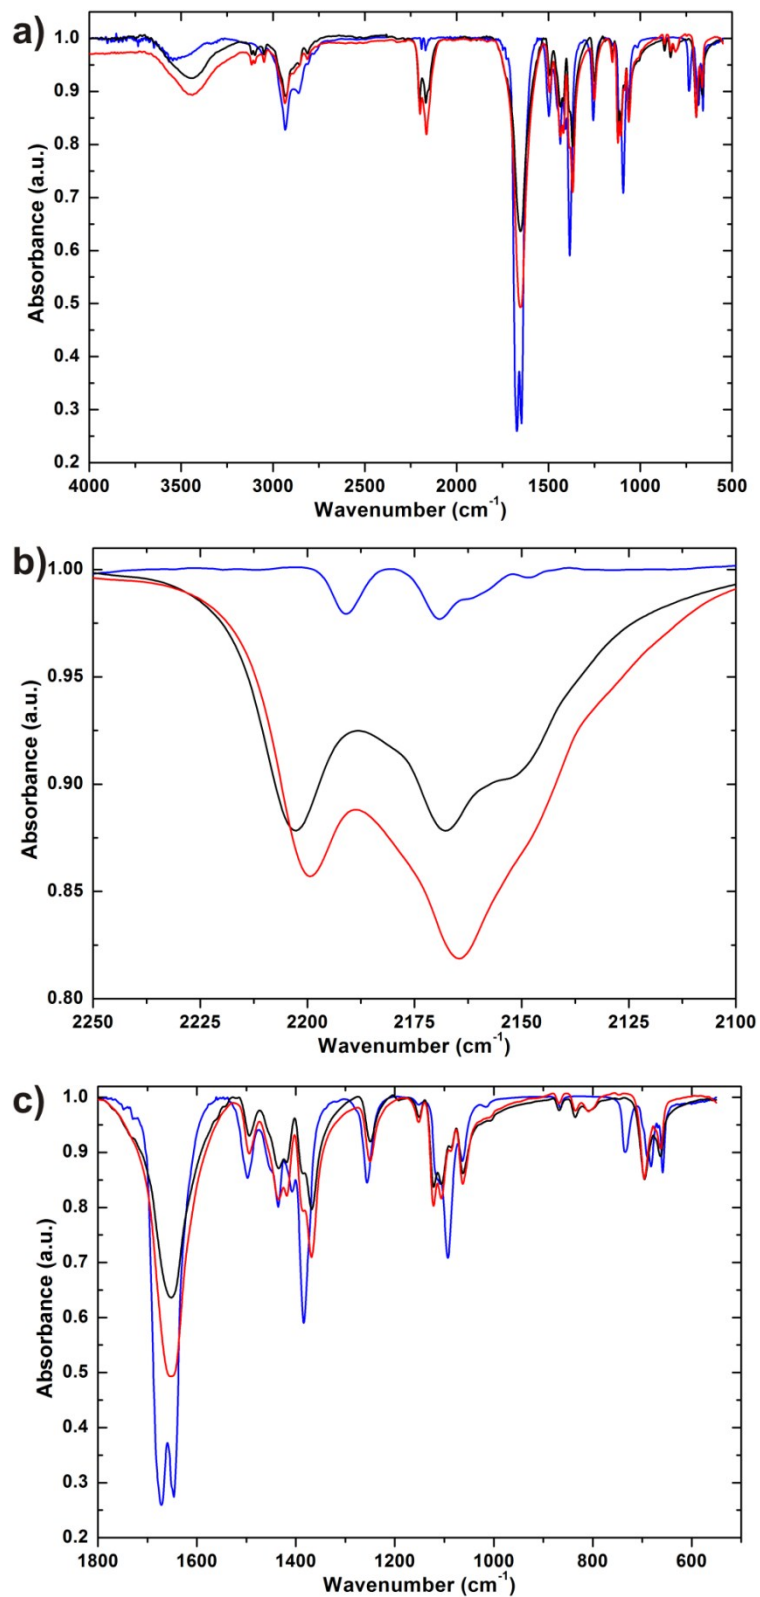 a)
1.0
0.9
0.8
0.7
0.6
0.5
0.4
0.3
0.2
Absorbance (a.u.)
4000 3500 3000 2500 2000 1500 1000 500
Wavenumber (cm-1)
b)
1.00
0.95
0.90
0.85
0.80
Absorbance (a.u.)
2250 2225 2200 2175 2150 2125 2100
Wavenumber (cm-1)
c)
1.0
0.9
0.8
0.7
0.6
0.5
0.4
0.3
0.2
Absorbance (a.u.)
1800 1600 1400 1200 1000 800 600
Wavenumber (cm-1)